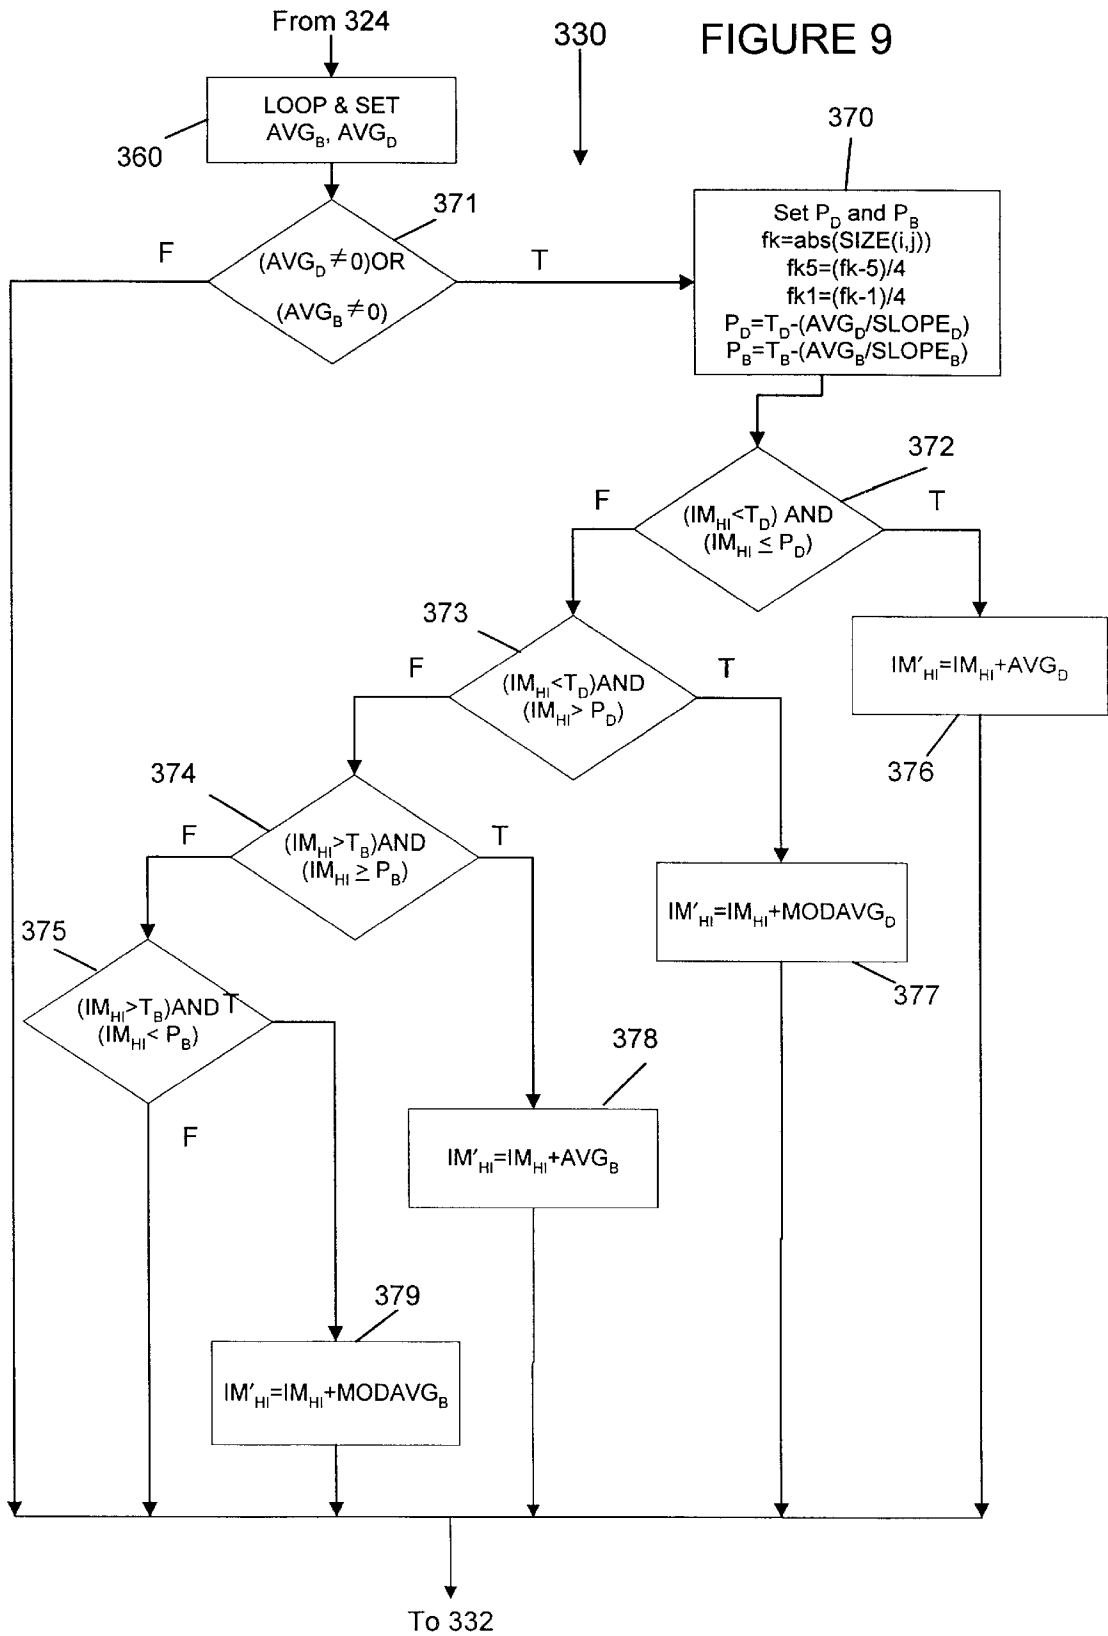 From 324
330
FIGURE 9
LOOP & SET
AVG_B, AVG_D
360
370
371
Set P_D and P_B
fk=abs(SIZE(i,j))
fk5=(fk-5)/4
fk1=(fk-1)/4
P_D=T_D-(AVG_D/SLOPE_D)
P_B=T_B-(AVG_B/SLOPE_B)
F
(AVG_D≠0)OR
(AVG_B≠0)
T
372
F
(IM_HI<T_D) AND
(IM_HI ≤ P_D)
T
373
IM′_HI=IM_HI+AVG_D
376
F
(IM_HI<T_D)AND
(IM_HI> P_D)
T
374
F
(IM_HI>T_B)AND
(IM_HI ≥ P_B)
T
IM′_HI=IM_HI+MODAVG_D
377
375
(IM_HI>T_B)AND
(IM_HI< P_B)
T
F
378
IM′_HI=IM_HI+AVG_B
379
IM′_HI=IM_HI+MODAVG_B
To 332